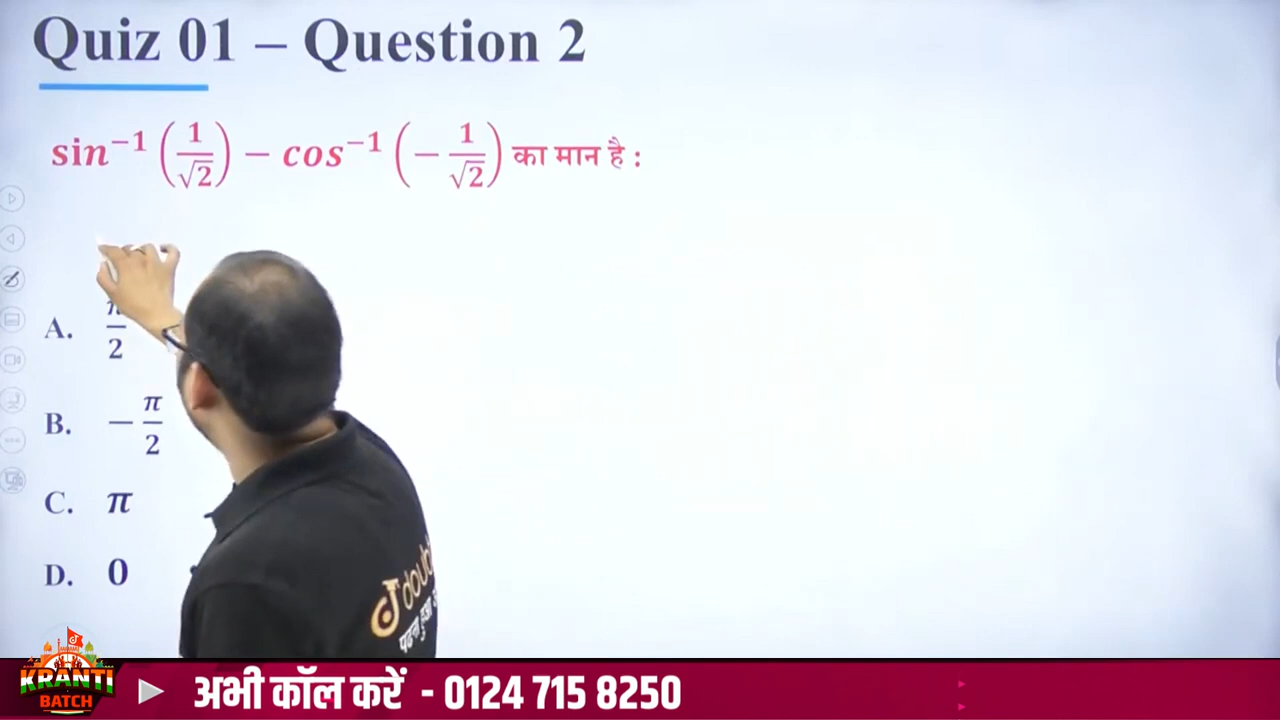 Quiz 01 – Question 2
sin⁻¹ (1/√2) – cos⁻¹ (– 1/√2) का मान है :
A. π/2
B. –π/2
C. π
D. 0
पढ़ना हुआ
KRANTI
BATCH
अभी कॉल करें - 0124 715 8250